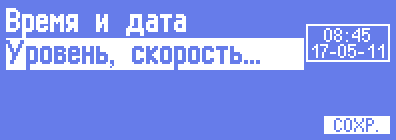 Время и дата
Уровень, скорость...
08:45
17-05-11
СОХР.